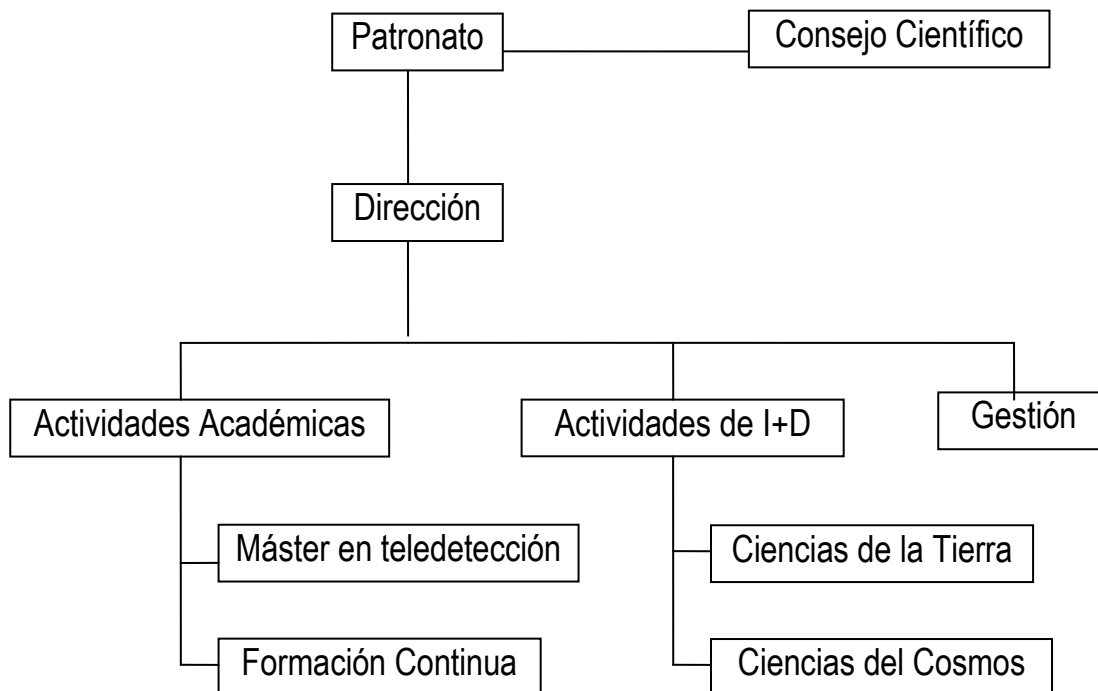 Patronato
Consejo Científico
Dirección
Actividades Académicas
Actividades de I+D
Gestión
Máster en teledetección
Ciencias de la Tierra
Formación Continua
Ciencias del Cosmos